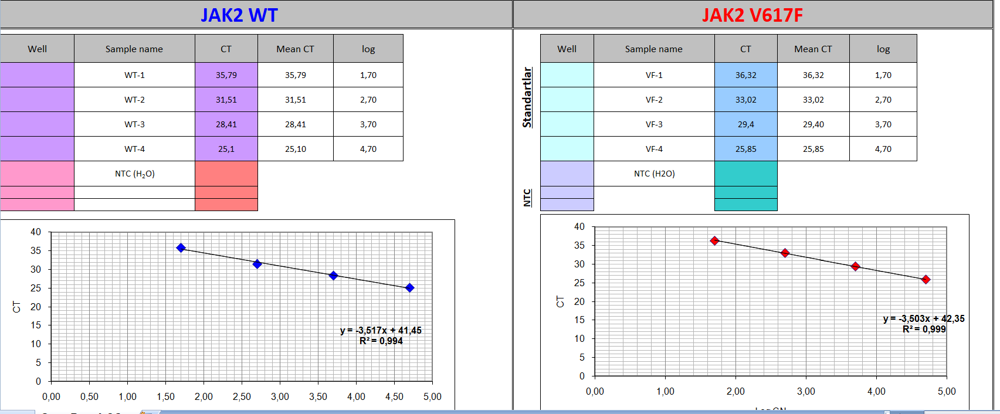 JAK2 WT
Well Sample name CT Mean CT log
WT-1 35,79 35,79 1,70
WT-2 31,51 31,51 2,70
WT-3 28,41 28,41 3,70
WT-4 25,1 25,10 4,70
NTC (H₂O)
40
35
30
25
20
15
10
5
0
CT
y = -3,517x + 41,45
R² = 0,994
0,00 0,50 1,00 1,50 2,00 2,50 3,00 3,50 4,00 4,50 5,00
JAK2 V617F
Standartlar
NTC
Well Sample name CT Mean CT log
VF-1 36,32 36,32 1,70
VF-2 33,02 33,02 2,70
VF-3 29,4 29,40 3,70
VF-4 25,85 25,85 4,70
NTC (H2O)
40
35
30
25
20
15
10
5
0
CT
y = -3,503x + 42,35
R² = 0,999
0,00 1,00 2,00 3,00 4,00 5,00